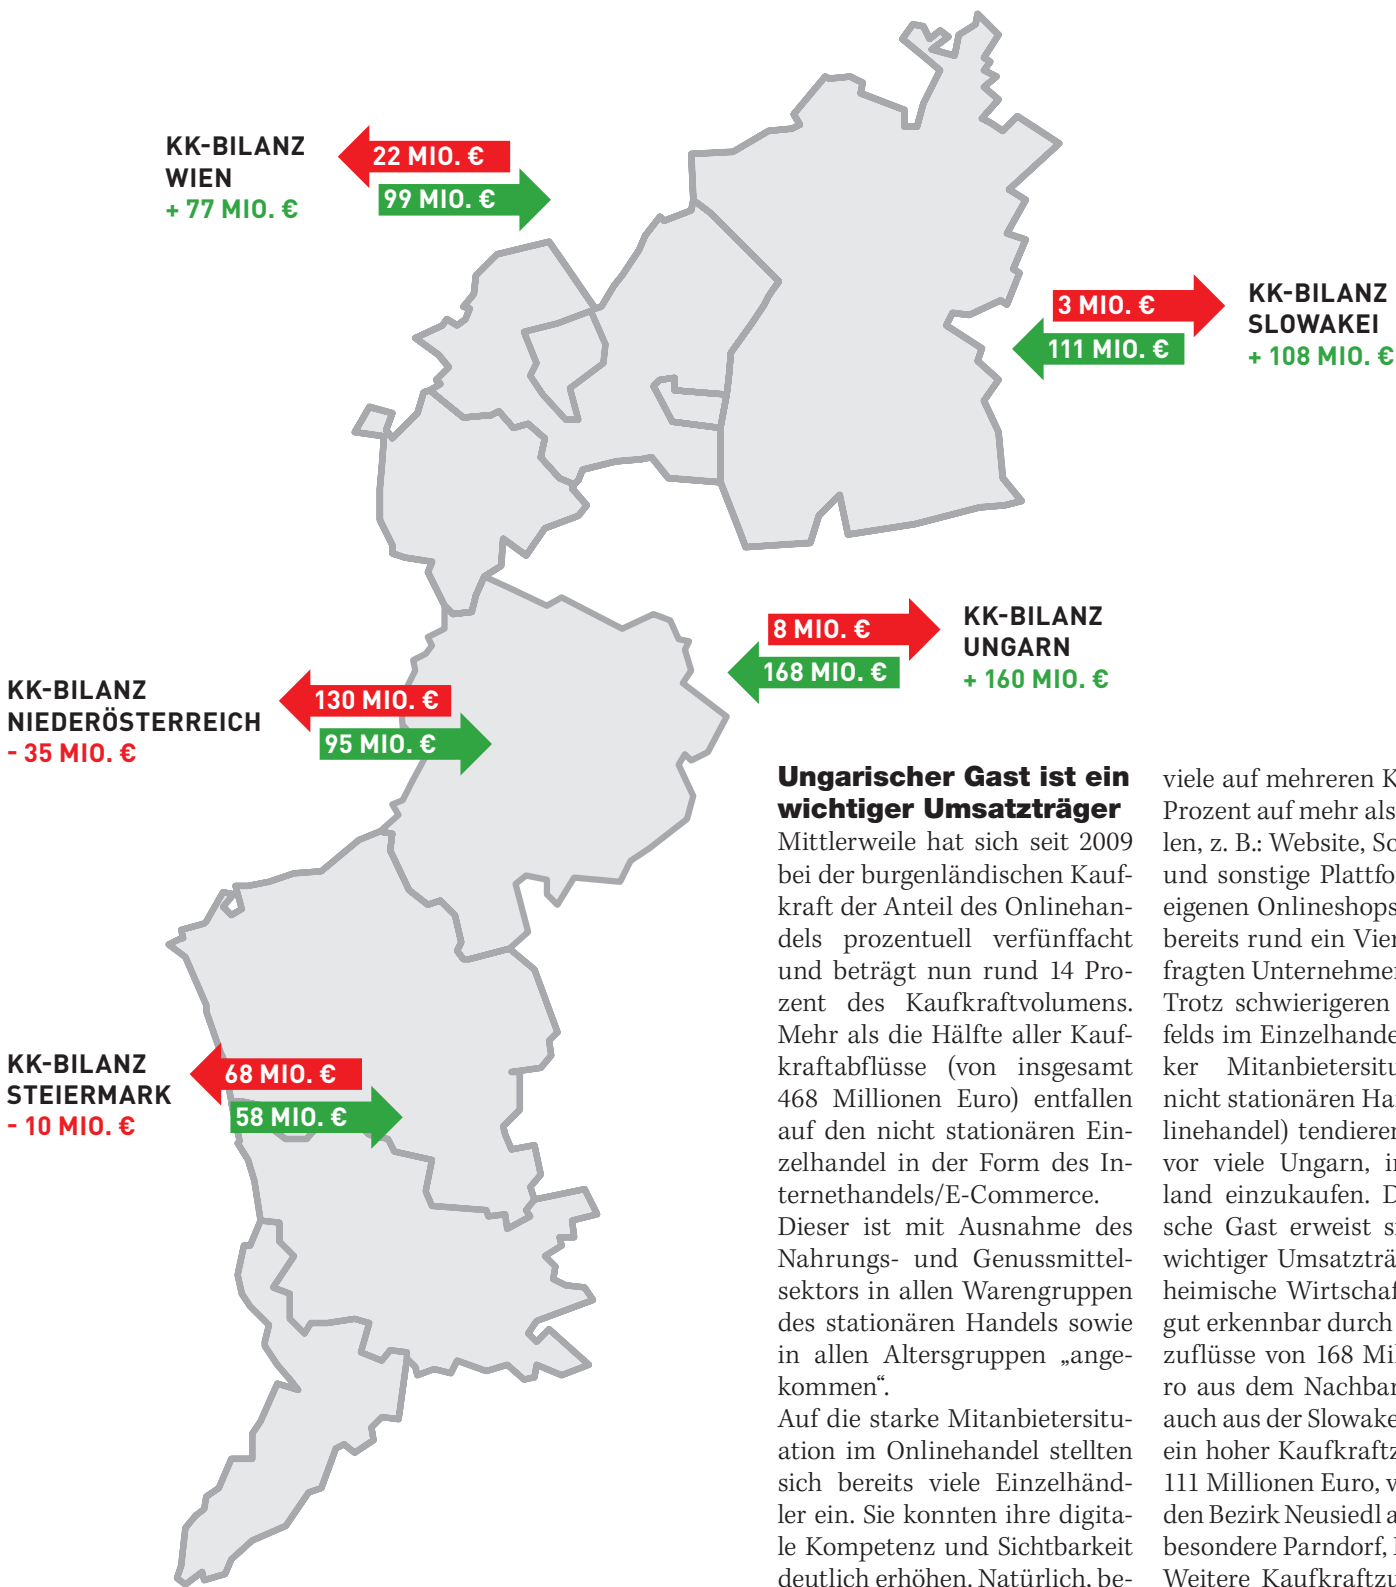 KK-BILANZ
WIEN
+ 77 MIO. €
22 MIO. €
99 MIO. €
3 MIO. €
111 MIO. €
KK-BILANZ
SLOWAKEI
+ 108 MIO. €
8 MIO. €
168 MIO. €
KK-BILANZ
UNGARN
+ 160 MIO. €
KK-BILANZ
NIEDERÖSTERREICH
- 35 MIO. €
130 MIO. €
95 MIO. €
KK-BILANZ
STEIERMARK
- 10 MIO. €
68 MIO. €
58 MIO. €
Ungarischer Gast ist ein
wichtiger Umsatzträger
Mittlerweile hat sich seit 2009
bei der burgenländischen Kauf-
kraft der Anteil des Onlinehan-
dels prozentuell verfünffacht
und beträgt nun rund 14 Pro-
zent des Kaufkraftvolumens.
Mehr als die Hälfte aller Kauf-
kraftabflüsse (von insgesamt
468 Millionen Euro) entfallen
auf den nicht stationären Ein-
zelhandel in der Form des In-
ternethandels/E-Commerce.
Dieser ist mit Ausnahme des
Nahrungs- und Genussmittel-
sektors in allen Warengruppen
des stationären Handels sowie
in allen Altersgruppen „ange-
kommen“.
Auf die starke Mitanbietersitu-
ation im Onlinehandel stellten
sich bereits viele Einzelhänd-
ler ein. Sie konnten ihre digita-
le Kompetenz und Sichtbarkeit
deutlich erhöhen. Natürlich, be-
viele auf mehreren K
Prozent auf mehr als
len, z. B.: Website, So
und sonstige Plattfo
eigenen Onlineshops
bereits rund ein Vier
fragten Unternehmer
Trotz schwierigeren
felds im Einzelhande
ker Mitanbietersitu
nicht stationären Ha
linehandel) tendieren
vor viele Ungarn, i
land einzukaufen. D
sche Gast erweist s
wichtiger Umsatzträ
heimische Wirtschaf
gut erkennbar durch
zuflüsse von 168 Mil
ro aus dem Nachbar
auch aus der Slowake
ein hoher Kaufkraftz
111 Millionen Euro, v
den Bezirk Neusiedl a
besondere Parndorf,
Weitere Kaufkraftzu